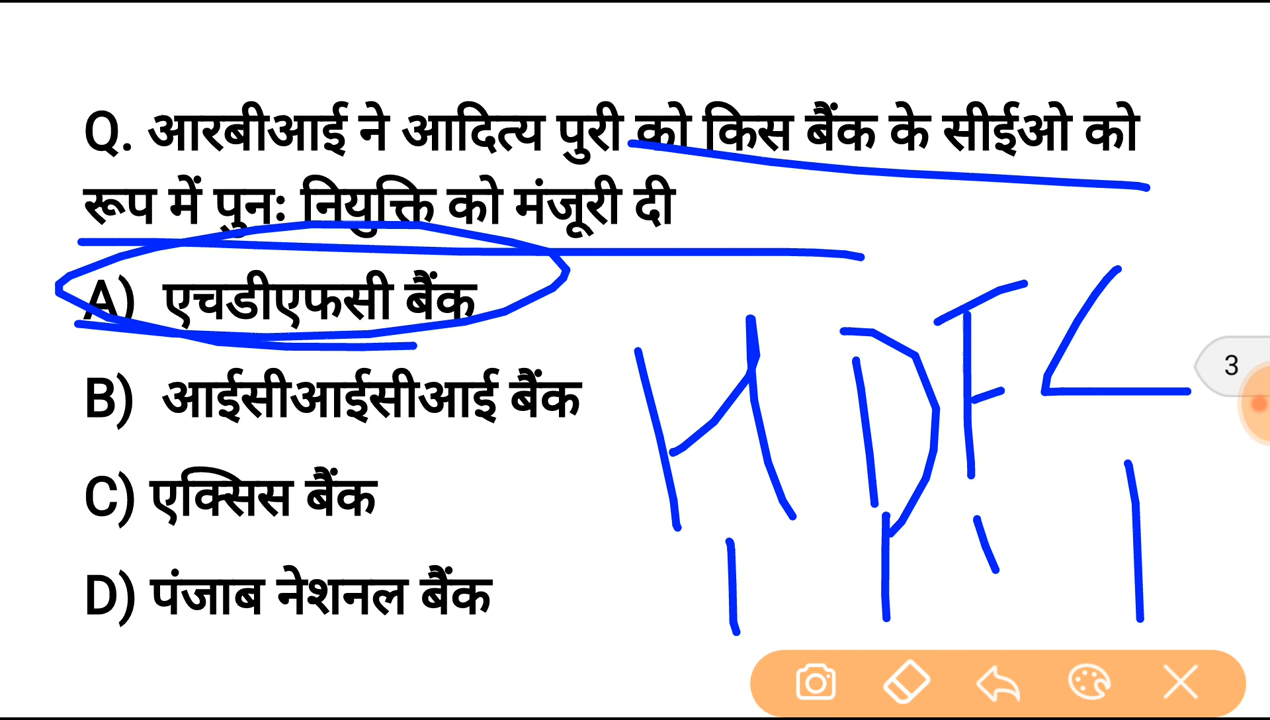 Q. आरबीआई ने आदित्य पुरी को किस बैंक के सीईओ को
रूप में पुनः नियुक्ति को मंजूरी दी
A) एचडीएफसी बैंक
B) आईसीआईसीआई बैंक
C) एक्सिस बैंक
D) पंजाब नेशनल बैंक
HDFC
3